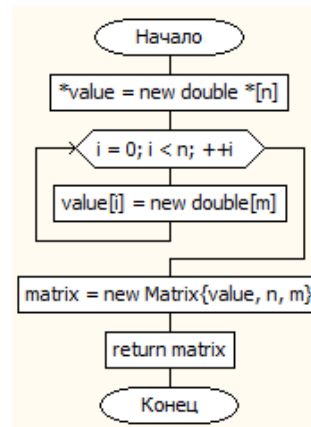 Начало
*value = new double *[n]
i = 0; i < n; ++i
value[i] = new double[m]
matrix = new Matrix{value, n, m}
return matrix
Конец